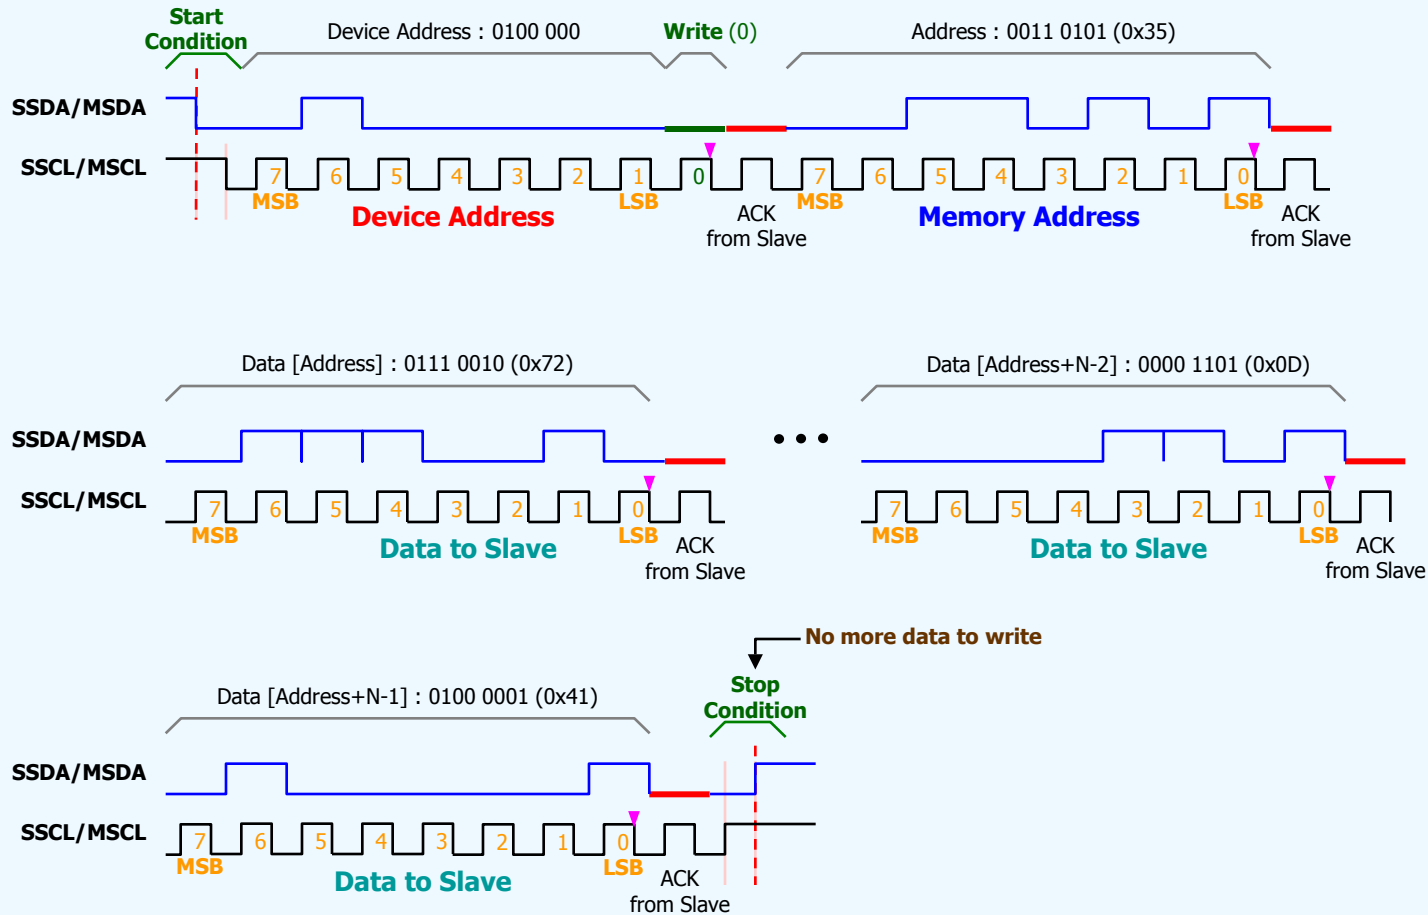 Start
Condition
Device Address : 0100 000
Write (0)
Address : 0011 0101 (0x35)
SSDA/MSDA
SSCL/MSCL
7 6 5 4 3 2 1 0 7 6 5 4 3 2 1 0
MSB LSB MSB LSB
Device Address
ACK
from Slave
Memory Address
ACK
from Slave
Data [Address] : 0111 0010 (0x72)
Data [Address+N-2] : 0000 1101 (0x0D)
SSDA/MSDA
•••
SSCL/MSCL
7 6 5 4 3 2 1 0 7 6 5 4 3 2 1 0
MSB LSB MSB LSB
Data to Slave
ACK
from Slave
Data to Slave
ACK
from Slave
No more data to write
Data [Address+N-1] : 0100 0001 (0x41)
Stop
Condition
SSDA/MSDA
SSCL/MSCL
7 6 5 4 3 2 1 0
MSB LSB
Data to Slave
ACK
from Slave